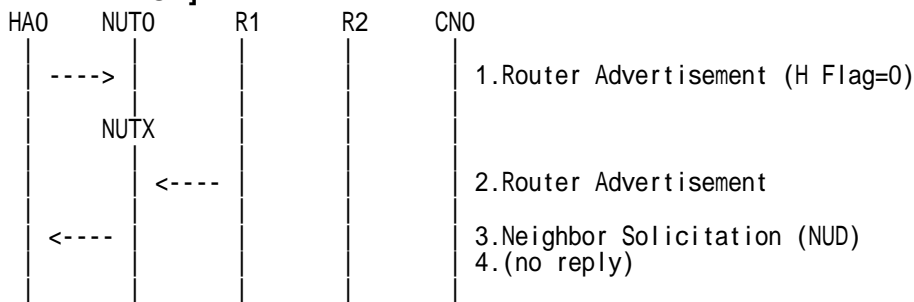 HA0 NUT0 R1 R2 CN0
----> 1.Router Advertisement (H Flag=0)
NUTX
<---- 2.Router Advertisement
<---- 3.Neighbor Solicitation (NUD)
4.(no reply)